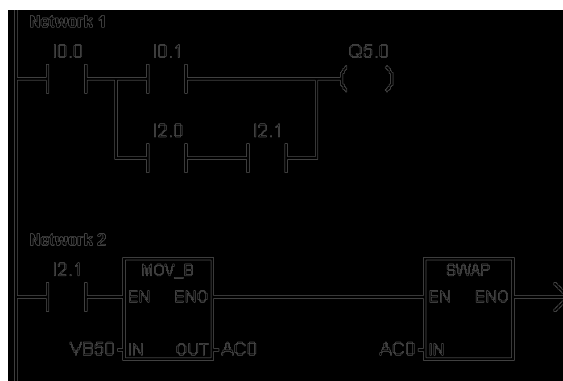 Network 1
I0.0 I0.1 Q5.0
I2.0 I2.1
Network 2
I2.1 MOV_B SWAP
EN ENO EN ENO
VB50 IN OUT AC0 AC0 IN